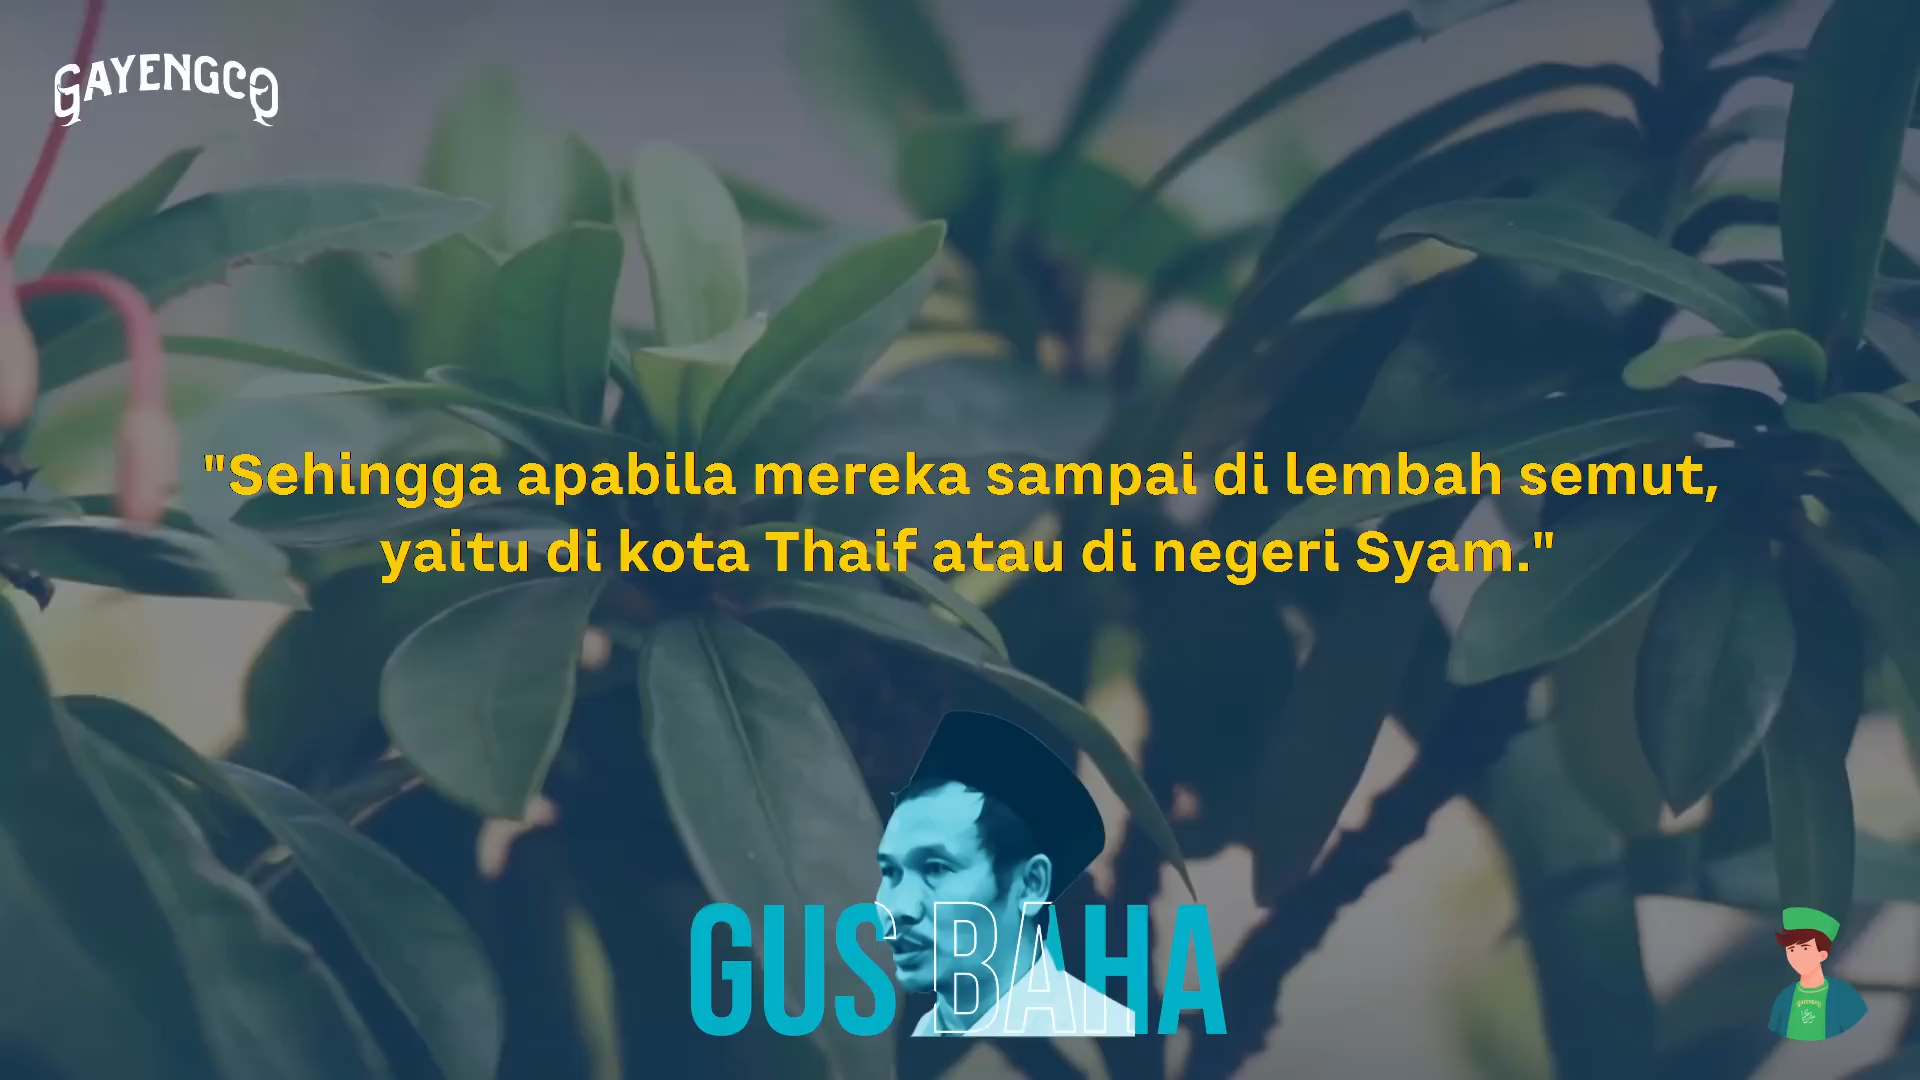 GAYENGCO
"Sehingga apabila mereka sampai di lembah semut,
yaitu di kota Thaif atau di negeri Syam."
GUS BAHA